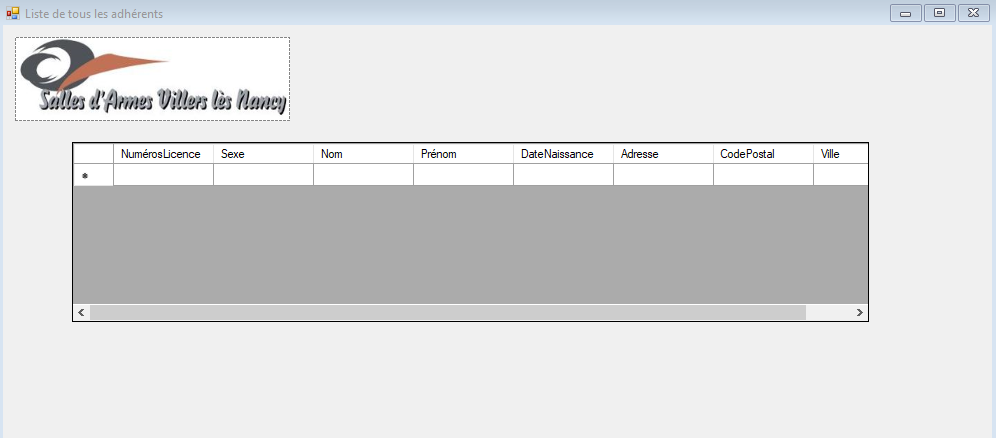 Liste de tous les adhérents
Salles d'Armes Villers lès Nancy
NumérosLicence Sexe Nom Prénom DateNaissance Adresse CodePostal Ville